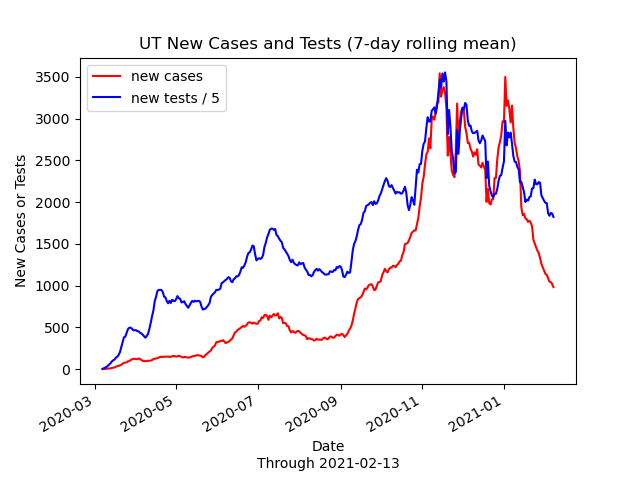 UT New Cases and Tests (7-day rolling mean)
new cases
new tests / 5
New Cases or Tests
3500
3000
2500
2000
1500
1000
500
0
2020-03
2020-05
2020-07
2020-09
2020-11
2021-01
Date
Through 2021-02-13